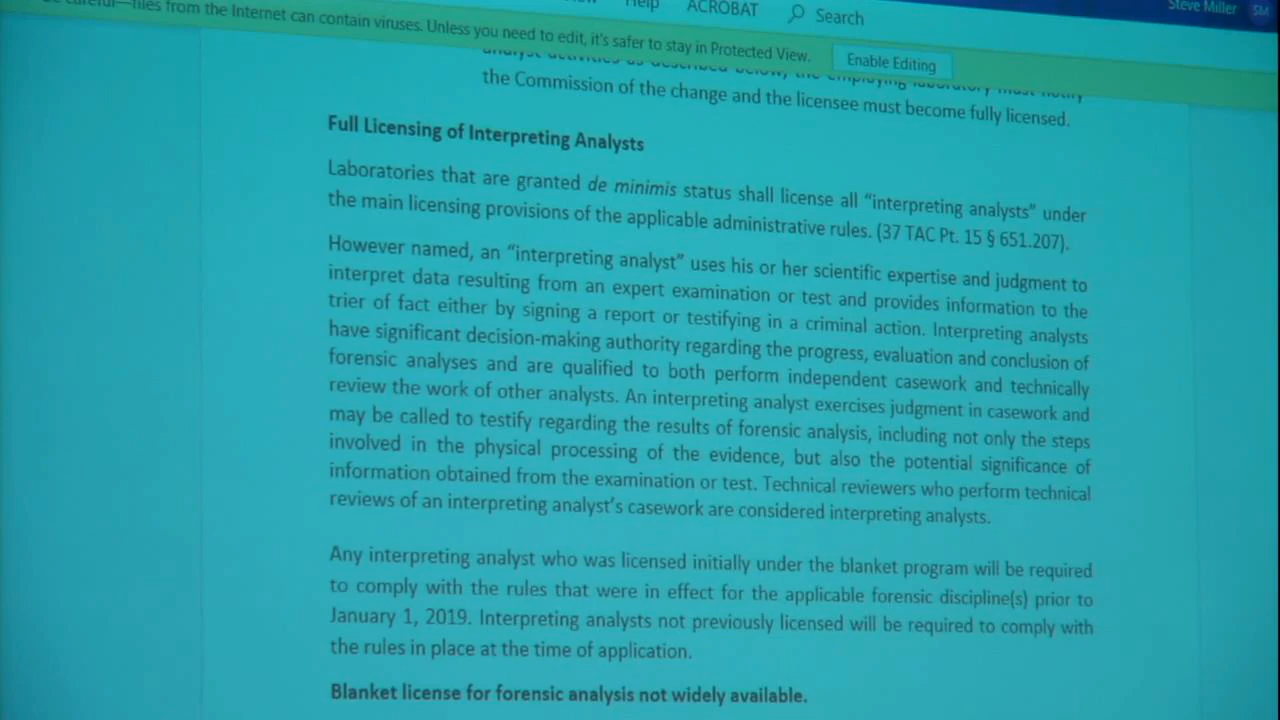 Help ACROBAT Search
Steve Miller SM
files from the Internet can contain viruses. Unless you need to edit, it's safer to stay in Protected View. Enable Editing
analyst activities as described below, the employing laboratory must notify
the Commission of the change and the licensee must become fully licensed.
Full Licensing of Interpreting Analysts
Laboratories that are granted de minimis status shall license all “interpreting analysts” under
the main licensing provisions of the applicable administrative rules. (37 TAC Pt. 15 § 651.207).
However named, an “interpreting analyst” uses his or her scientific expertise and judgment to
interpret data resulting from an expert examination or test and provides information to the
trier of fact either by signing a report or testifying in a criminal action. Interpreting analysts
have significant decision-making authority regarding the progress, evaluation and conclusion of
forensic analyses and are qualified to both perform independent casework and technically
review the work of other analysts. An interpreting analyst exercises judgment in casework and
may be called to testify regarding the results of forensic analysis, including not only the steps
involved in the physical processing of the evidence, but also the potential significance of
information obtained from the examination or test. Technical reviewers who perform technical
reviews of an interpreting analyst’s casework are considered interpreting analysts.
Any interpreting analyst who was licensed initially under the blanket program will be required
to comply with the rules that were in effect for the applicable forensic discipline(s) prior to
January 1, 2019. Interpreting analysts not previously licensed will be required to comply with
the rules in place at the time of application.
Blanket license for forensic analysis not widely available.